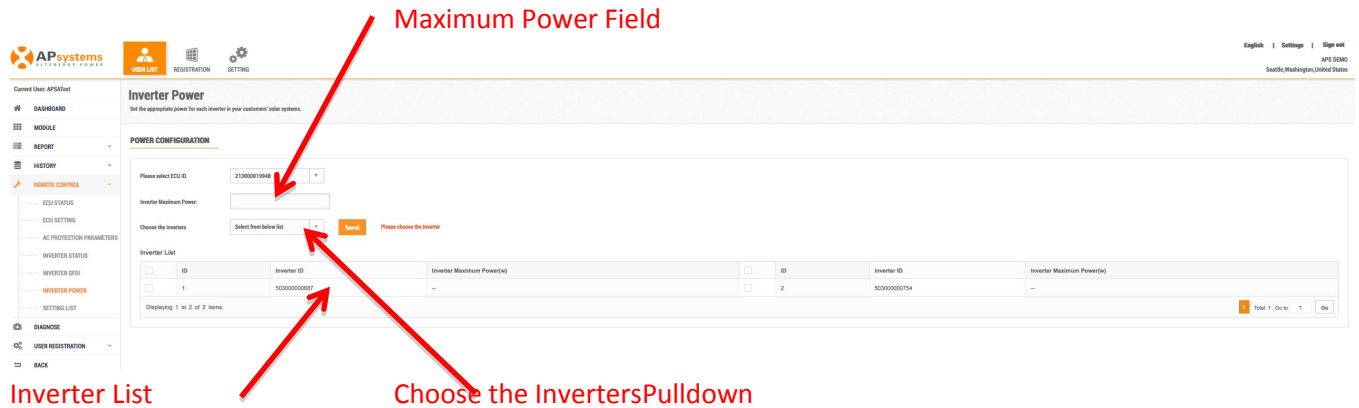 Maximum Power Field
APsystems
ALTENERGY POWER
USER LIST
REGISTRATION
SETTING
English | Settings | Sign out
APS DEMO
Seattle,Washington,United States
Current User: APSATest
DASHBOARD
MODULE
REPORT
HISTORY
REMOTE CONTROL
ECU STATUS
ECU SETTING
AC PROTECTION PARAMETERS
INVERTER STATUS
INVERTER GFDI
INVERTER POWER
SETTING LIST
DIAGNOSE
USER REGISTRATION
BACK
Inverter Power
Set the appropriate power for each inverter in your customers' solar systems.
POWER CONFIGURATION
Please select ECU ID 213000019948
Inverter Maximum Power:
Choose the Inverters Select from below list Send Please choose the Inverter
Inverter List
ID Inverter ID Inverter Maximum Power(w) ID Inverter ID Inverter Maximum Power(w)
1 503000000687 -- 2 503000000754 --
Displaying 1 to 2 of 2 items.
1 Total: 1 , Go to 1 Go
Inverter List
Choose the InvertersPulldown